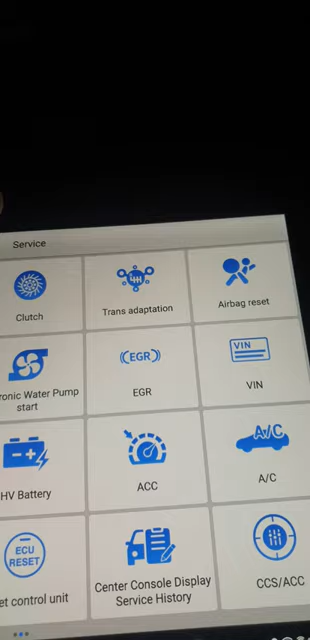 Service
Clutch
Trans adaptation
Airbag reset
((EGR))
VIN
ronic Water Pump
start
EGR
VIN
A/C
HV Battery
ACC
A/C
ECU
RESET
et control unit
Center Console Display
Service History
CCS/ACC